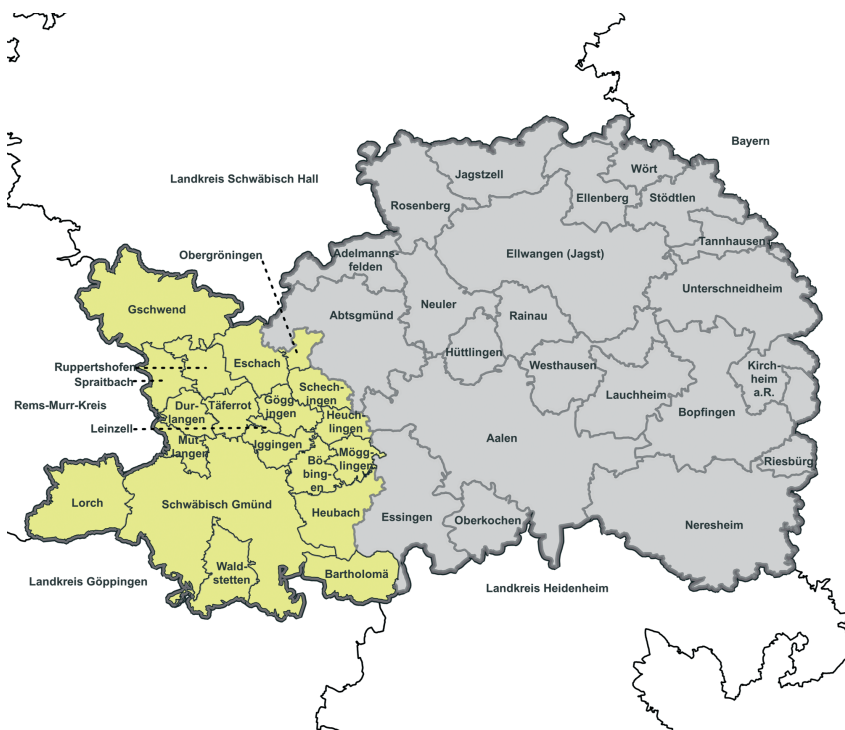 Bayern
Wört
Jagstzell
Landkreis Schwäbisch Hall
Ellenberg
Stödtlen
Rosenberg
Tannhausen
Obergröningen
Adelmanns-
felden
Ellwangen (Jagst)
Unterschneidheim
Gschwend
Neuler
Abtsgmünd
Rainau
Hüttlingen
Eschach
Ruppertshofen
Westhausen
Kirch-
heim
a.R.
Spraitbach
Schech-
ingen
Lauchheim
Rems-Murr-Kreis
Dur-
langen
Täferrot
Gögg
ingen
Heuch-
lingen
Bopfingen
Leinzell
Mut
langen
Iggingen
Aalen
Mögg-
lingen
Bö
bing-
en
Riesbürg
Lorch
Schwäbisch Gmünd
Heubach
Essingen
Oberkochen
Neresheim
Wald-
stetten
Bartholomä
Landkreis Göppingen
Landkreis Heidenheim